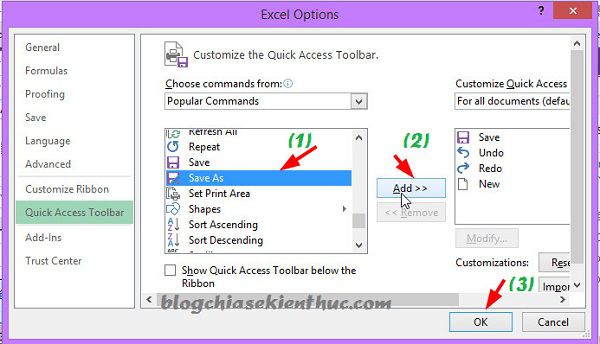 Excel Options
?
General
Formulas
Proofing
Save
Language
Advanced
Customize Ribbon
Quick Access Toolbar
Add-Ins
Trust Center
Customize the Quick Access Toolbar.
Choose commands from:
Popular Commands
Refresh All
Repeat
Save
Save As
Set Print Area
Shapes
Sort Ascending
Sort Descending
(1)
(2)
Add >>
<< Remove
Customize Quick Access
For all documents (defau
Save
Undo
Redo
New
Modify...
Show Quick Access Toolbar below the
Ribbon
Customizations:
Rese
Impor
(3)
blogchiasekienthuc.com
OK
Cancel